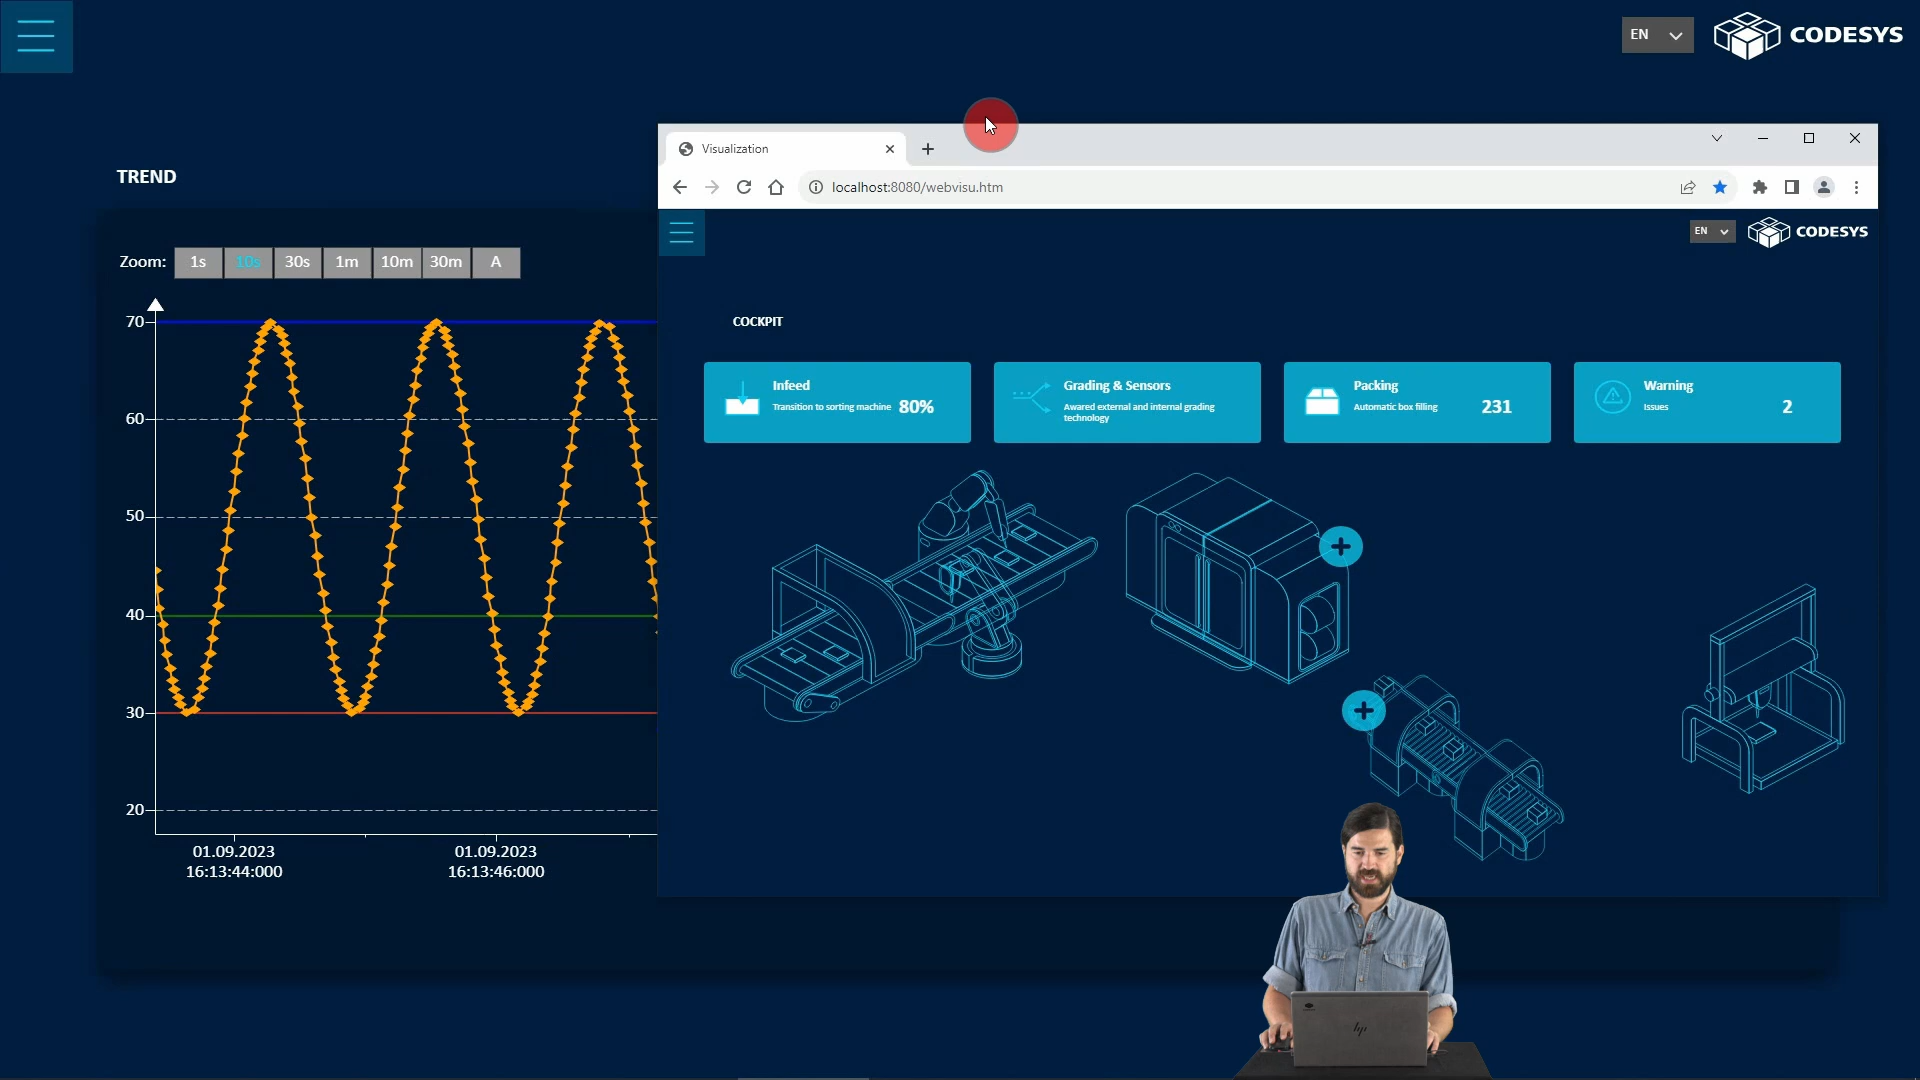 EN
CODESYS
TREND
Zoom: 1s 10s 30s 1m 10m 30m A
70
60
50
40
30
20
01.09.2023
16:13:44:000
01.09.2023
16:13:46:000
Visualization
localhost:8080/webvisu.htm
EN
CODESYS
COCKPIT
Infeed
Transition to sorting machine 80%
Grading & Sensors
Awared external and internal grading
technology
Packing
Automatic box filling 231
Warning
Issues 2
hp